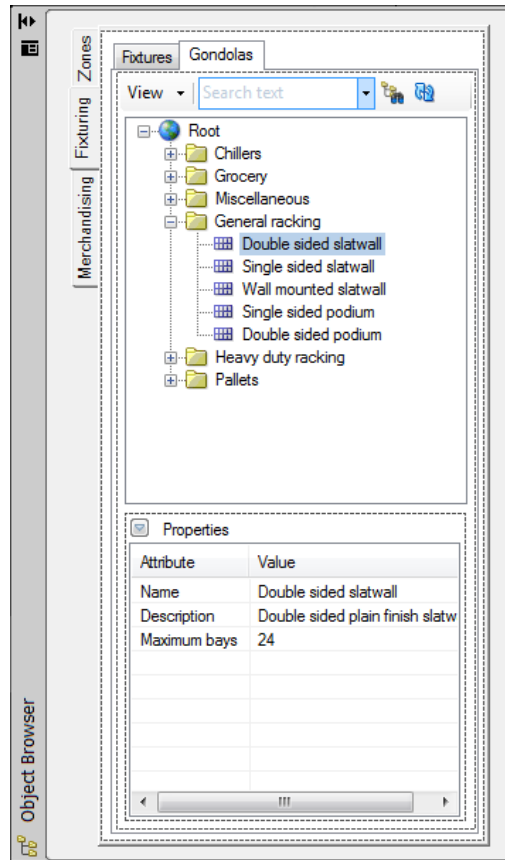 Zones
Fixturing
Merchandising
Object Browser
Fixtures Gondolas
View Search text
Root
Chillers
Grocery
Miscellaneous
General racking
Double sided slatwall
Single sided slatwall
Wall mounted slatwall
Single sided podium
Double sided podium
Heavy duty racking
Pallets
Properties
Attribute Value
Name Double sided slatwall
Description Double sided plain finish slatw
Maximum bays 24